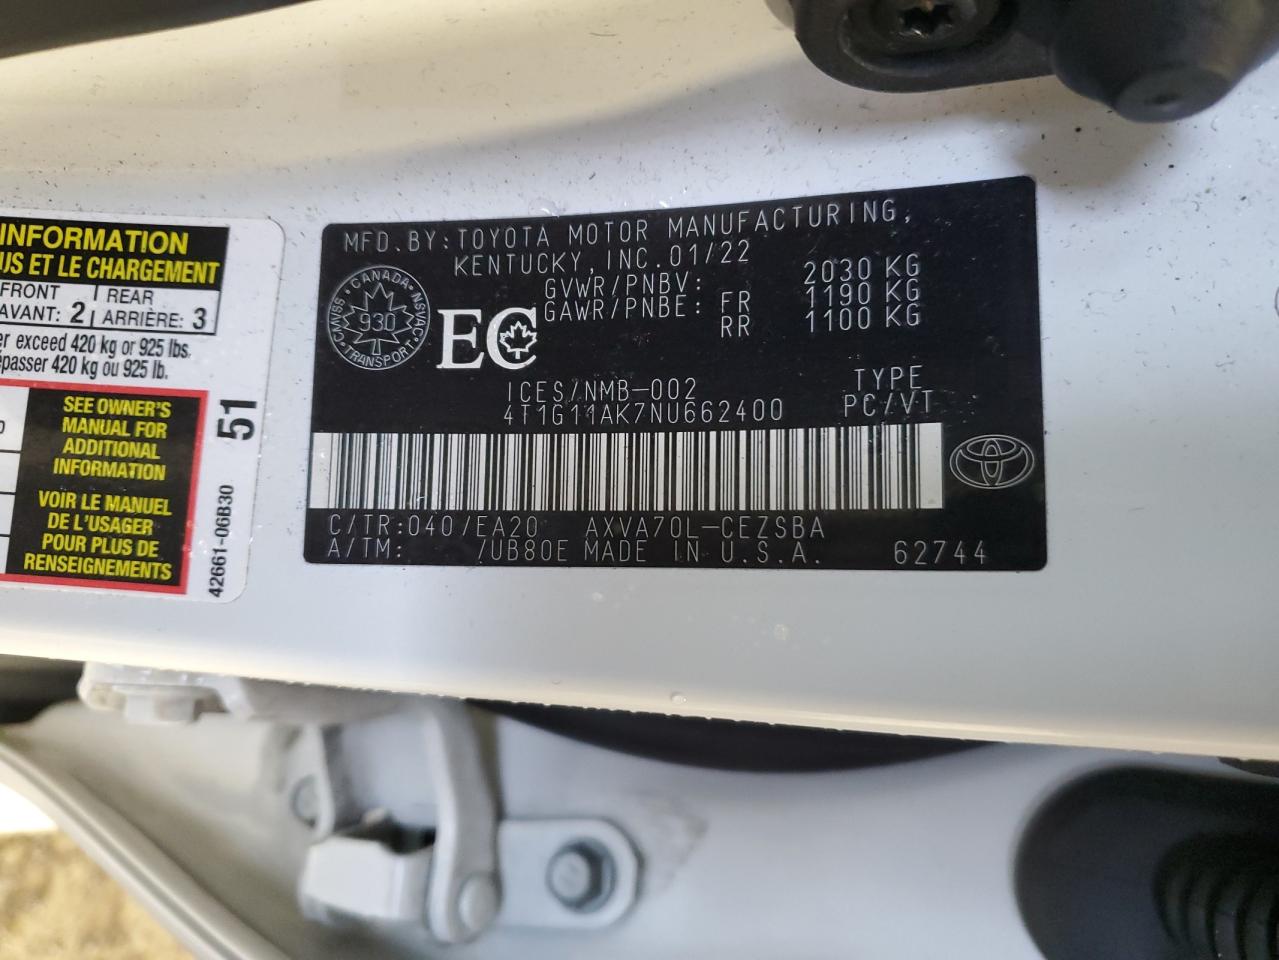 INFORMATION
US ET LE CHARGEMENT
FRONT REAR
AVANT: 2 ARRIÈRE: 3
er exceed 420 kg or 925 lbs.
épasser 420 kg ou 925 lb.
SEE OWNER'S
MANUAL FOR
ADDITIONAL
INFORMATION
VOIR LE MANUEL
DE L'USAGER
POUR PLUS DE
RENSEIGNEMENTS
51
42661-06B30
MFD.BY:TOYOTA MOTOR MANUFACTURING,
KENTUCKY, INC.01/22
GVWR/PNBV: 2030 KG
GAWR/PNBE: FR 1190 KG
RR 1100 KG
CMVSS · CANADA · NSVAC · TRANSPORT
930
EC
ICES/NMB-002 TYPE
4T1G11AK7NU662400 PC/VT
C/TR:040/EA20 AXVA70L-CEZSBA
A/TM: /UB80E MADE IN U.S.A. 62744